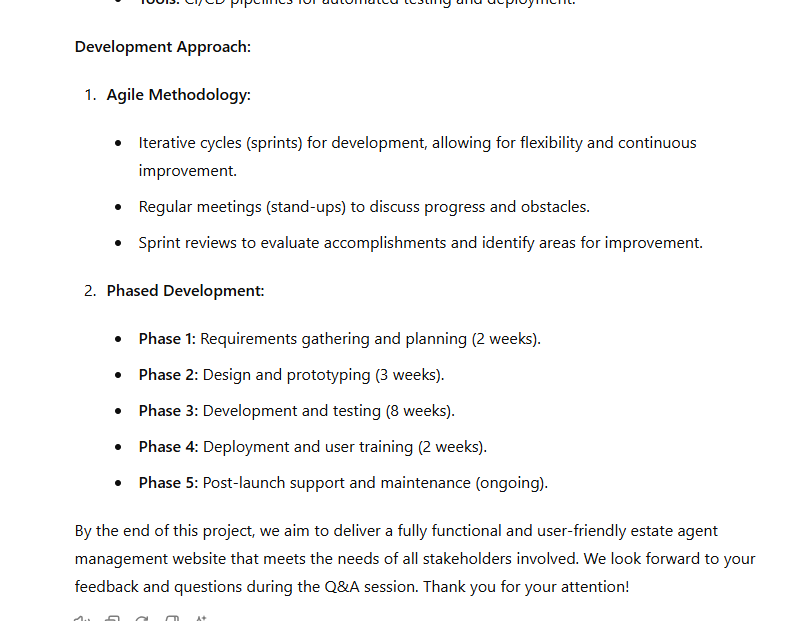 • Tools: CI/CD pipelines for automated testing and deployment.
Development Approach:
1. Agile Methodology:
• Iterative cycles (sprints) for development, allowing for flexibility and continuous
improvement.
• Regular meetings (stand-ups) to discuss progress and obstacles.
• Sprint reviews to evaluate accomplishments and identify areas for improvement.
2. Phased Development:
• Phase 1: Requirements gathering and planning (2 weeks).
• Phase 2: Design and prototyping (3 weeks).
• Phase 3: Development and testing (8 weeks).
• Phase 4: Deployment and user training (2 weeks).
• Phase 5: Post-launch support and maintenance (ongoing).
By the end of this project, we aim to deliver a fully functional and user-friendly estate agent
management website that meets the needs of all stakeholders involved. We look forward to your
feedback and questions during the Q&A session. Thank you for your attention!